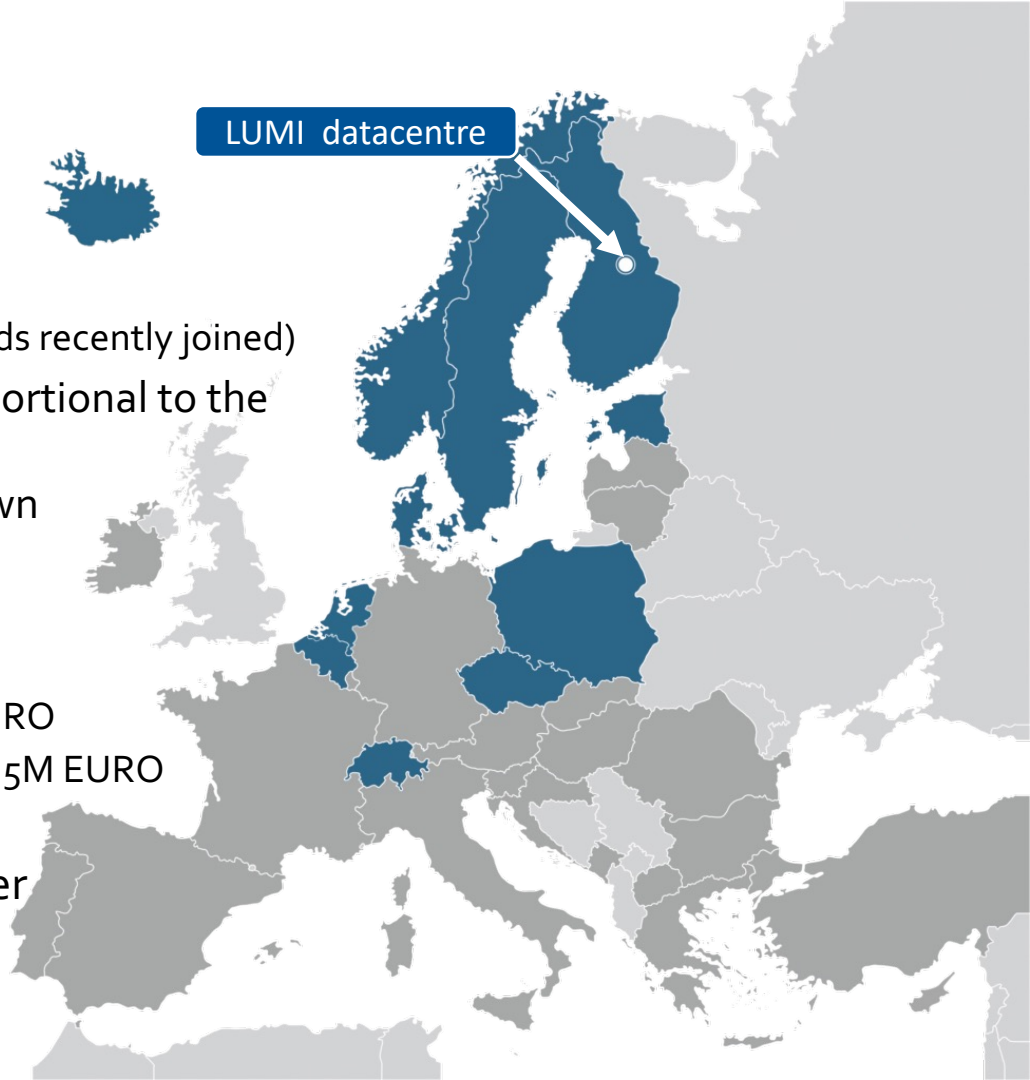 LUMI datacentre
ds recently joined)
ortional to the
wn
RO
5M EURO
er